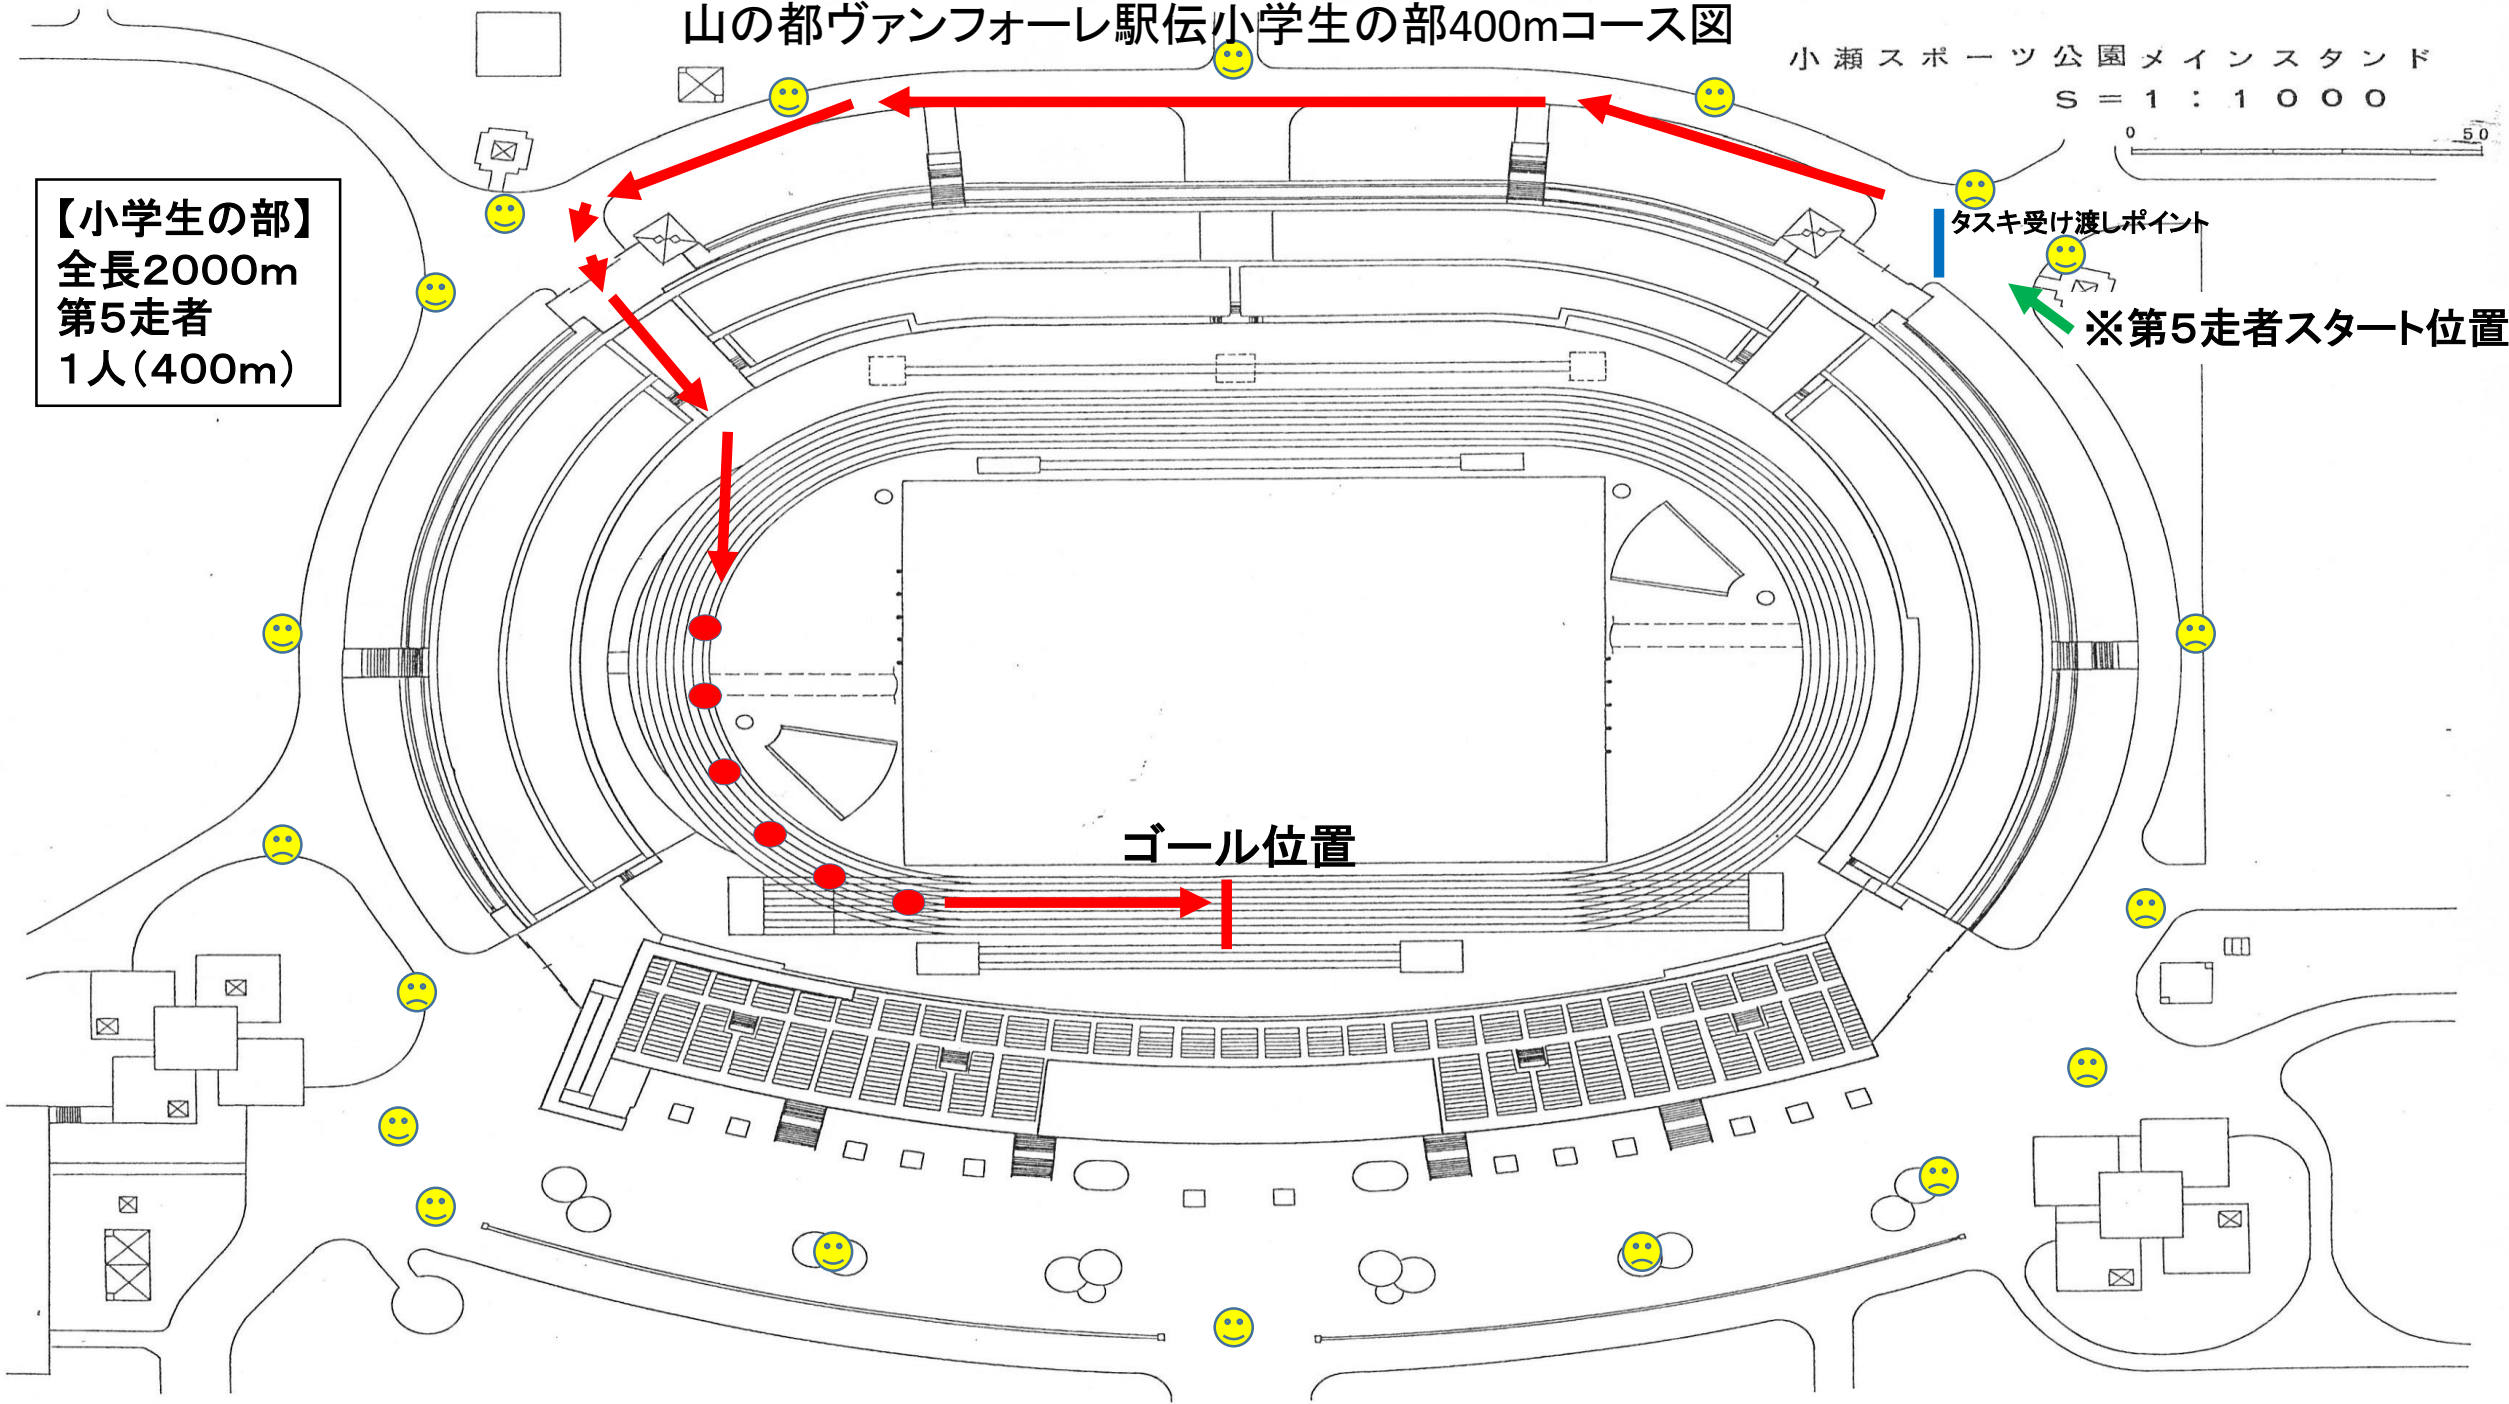 山の都ヴァンフォーレ駅伝小学生の部400mコース図
小瀬スポーツ公園メインスタンド
S=1:1000
0 50
【小学生の部】
全長2000m
第5走者
1人(400m)
タスキ受け渡しポイント
※第5走者スタート位置
ゴール位置